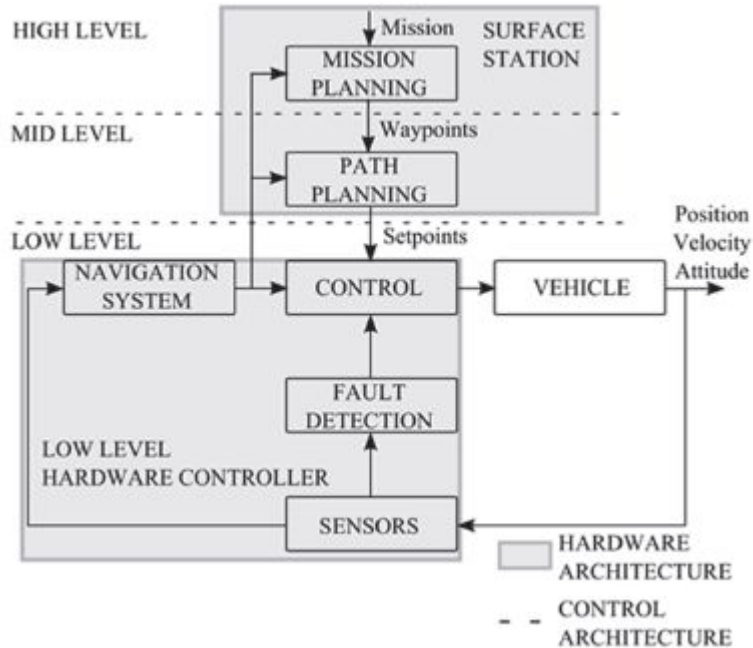 HIGH LEVEL
Mission
SURFACE
STATION
MISSION
PLANNING
MID LEVEL
Waypoints
PATH
PLANNING
LOW LEVEL
Setpoints
Position
Velocity
Attitude
NAVIGATION
SYSTEM
CONTROL
VEHICLE
FAULT
DETECTION
LOW LEVEL
HARDWARE CONTROLLER
SENSORS
HARDWARE
ARCHITECTURE
CONTROL
ARCHITECTURE